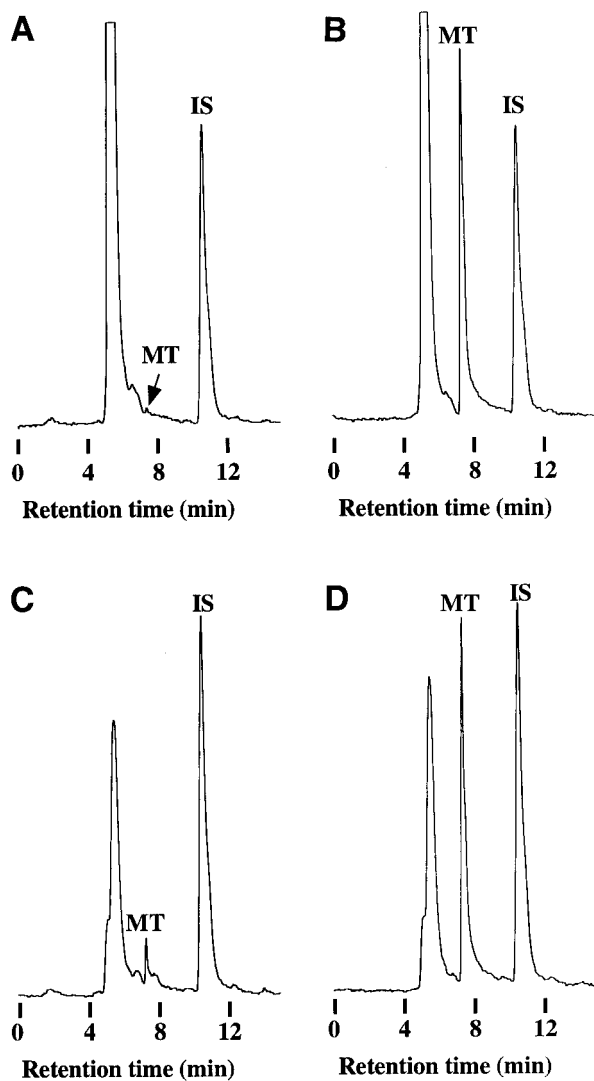 A
IS
MT
0 4 8 12
Retention time (min)
B
MT
IS
0 4 8 12
Retention time (min)
C
IS
MT
0 4 8 12
Retention time (min)
D
MT
IS
0 4 8 12
Retention time (min)